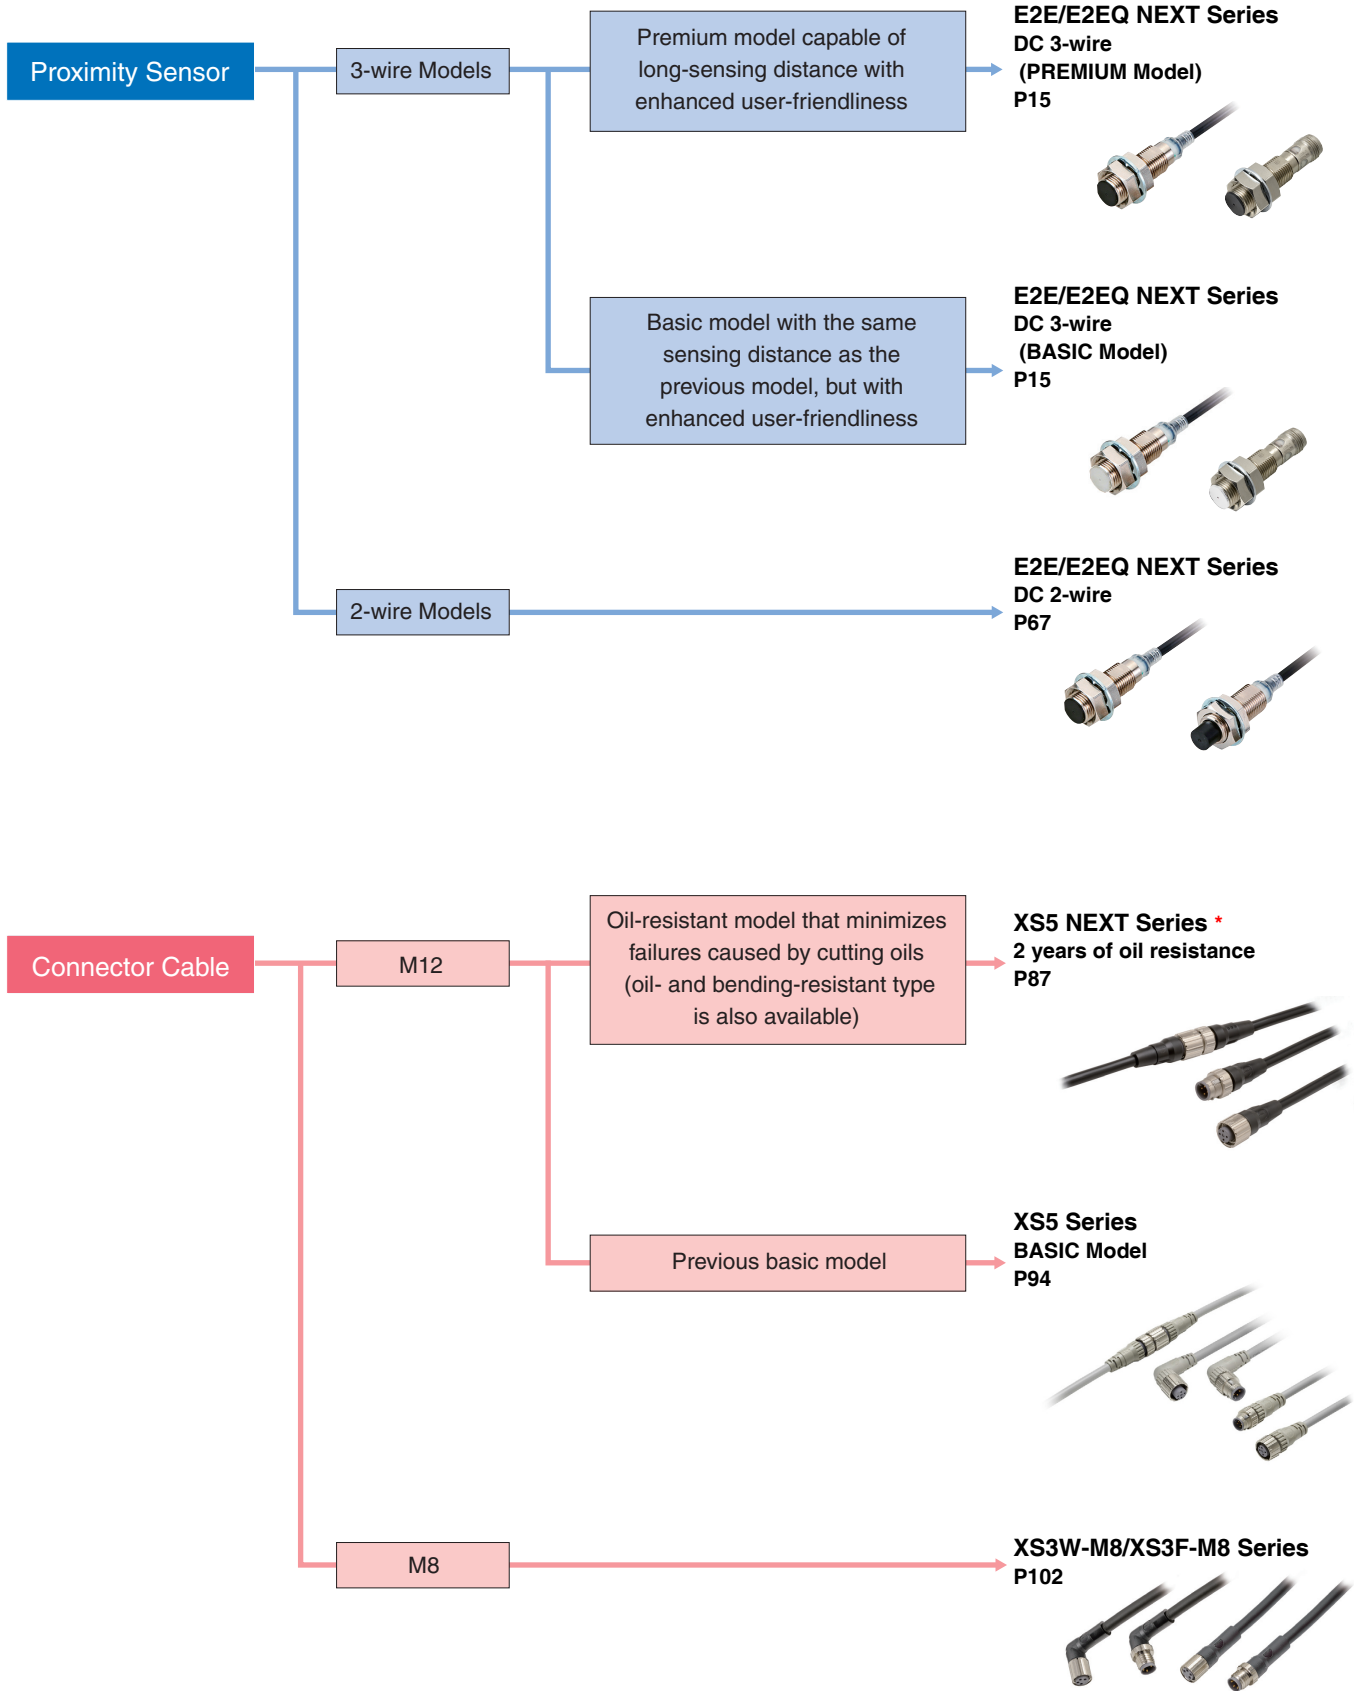 Proximity Sensor
3-wire Models
Premium model capable of
long-sensing distance with
enhanced user-friendliness
E2E/E2EQ NEXT Series
DC 3-wire
(PREMIUM Model)
P15
Basic model with the same
sensing distance as the
previous model, but with
enhanced user-friendliness
E2E/E2EQ NEXT Series
DC 3-wire
(BASIC Model)
P15
2-wire Models
E2E/E2EQ NEXT Series
DC 2-wire
P67
Connector Cable
M12
Oil-resistant model that minimizes
failures caused by cutting oils
(oil- and bending-resistant type
is also available)
XS5 NEXT Series *
2 years of oil resistance
P87
Previous basic model
XS5 Series
BASIC Model
P94
M8
XS3W-M8/XS3F-M8 Series
P102